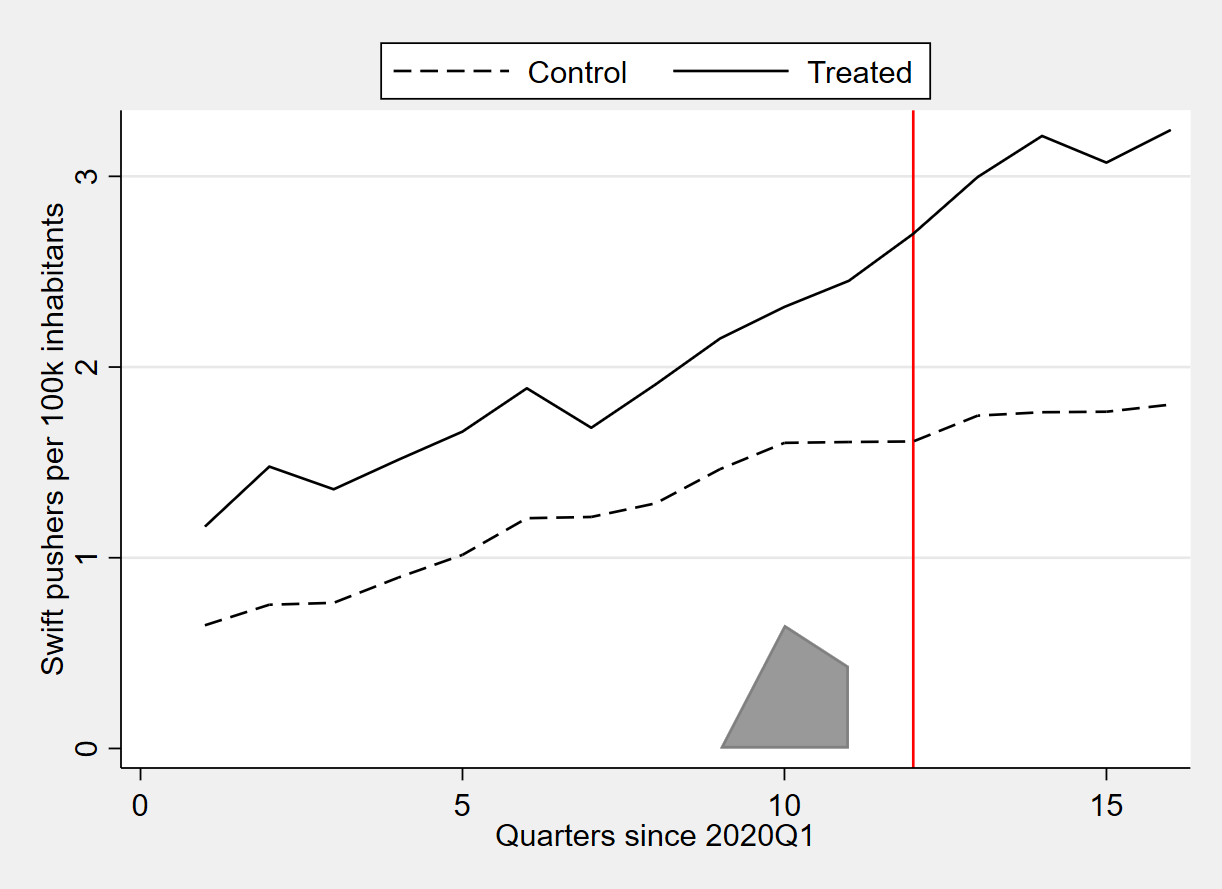 Control Treated
Swift pushers per 100k inhabitants
3
2
1
0
0 5 10 15
Quarters since 2020Q1